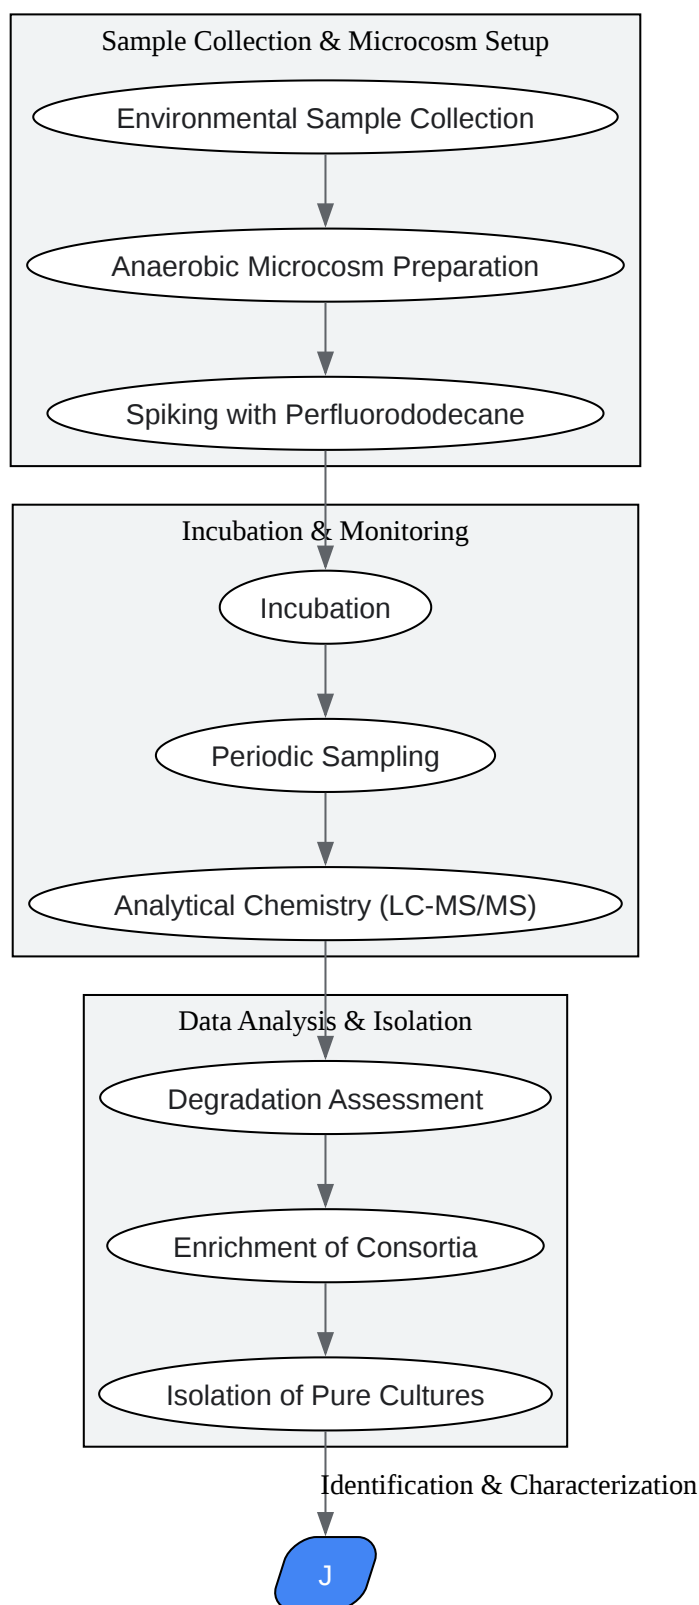 Sample Collection & Microcosm Setup
Environmental Sample Collection
Anaerobic Microcosm Preparation
Spiking with Perfluorododecane
Incubation & Monitoring
Incubation
Periodic Sampling
Analytical Chemistry (LC-MS/MS)
Data Analysis & Isolation
Degradation Assessment
Enrichment of Consortia
Isolation of Pure Cultures
Identification & Characterization
J